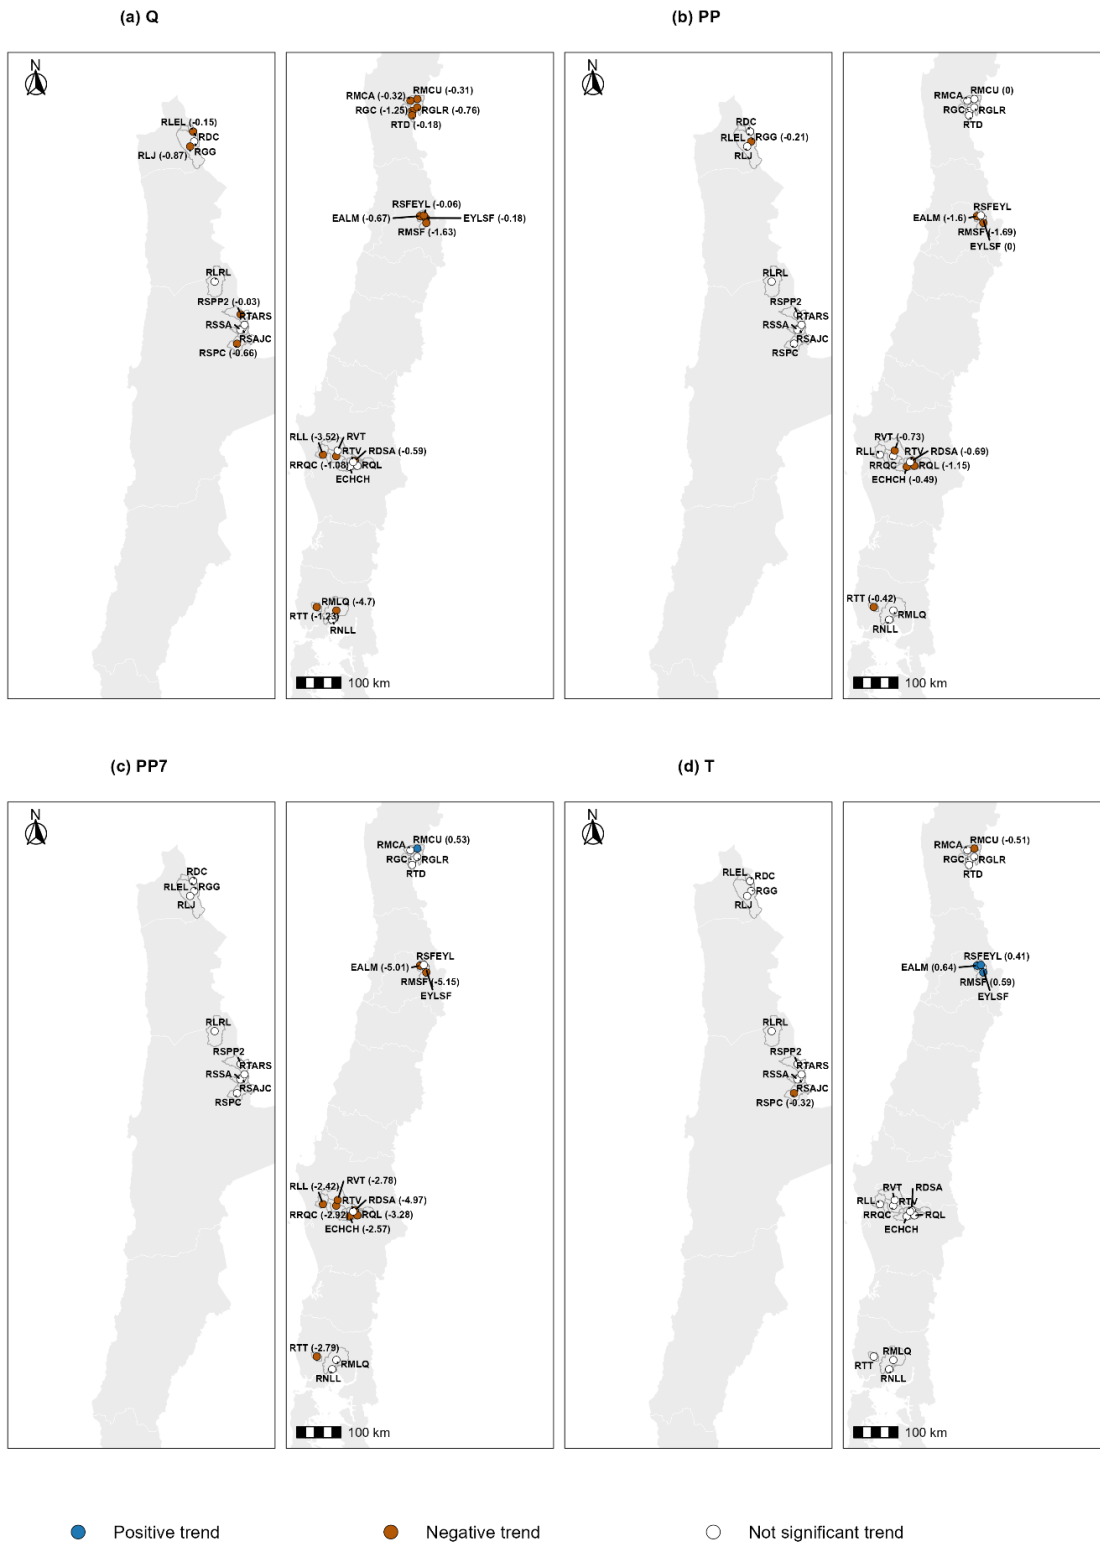 (a) Q
(b) PP
N
RLEL (-0.15)
RDC
RGG
RLJ (-0.87)
RLRL
RSPP2 (-0.03)
RTARS
RSSA
RSAJC
RSPC (-0.66)
RMCU (-0.31)
RMCA (-0.32)
RGC (-1.25)
RGLR (-0.76)
RTD (-0.18)
RSFEYL (-0.06)
EALM (-0.67)
EYLSF (-0.18)
RMSF (-1.63)
RLL (-3.52)
RVT
RTV
RDSA (-0.59)
RRQC (-1.08)
RQL
ECHCH
RMLQ (-4.7)
RTT (-1.23)
RNLL
100 km
N
RDC
RLEL
RGG (-0.21)
RLJ
RLRL
RSPP2
RTARS
RSSA
RSAJC
RSPC
RMCU (0)
RMCA
RGC
RGLR
RTD
RSFEYL
EALM (-1.6)
RMSF (-1.69)
EYLSF (0)
RVT (-0.73)
RLL
RTV
RDSA (-0.69)
RRQC
RQL (-1.15)
ECHCH (-0.49)
RTT (-0.42)
RMLQ
RNLL
100 km
(c) PP7
(d) T
N
RDC
RLEL
RGG
RLJ
RLRL
RSPP2
RTARS
RSSA
RSAJC
RSPC
RMCU (0.53)
RMCA
RGC
RGLR
RTD
RSFEYL
EALM (-5.01)
RMSF (-5.15)
EYLSF
RVT (-2.78)
RLL (-2.42)
RTV
RDSA (-4.97)
RRQC (-2.92)
RQL (-3.28)
ECHCH (-2.57)
RTT (-2.79)
RMLQ
RNLL
100 km
N
RLEL
RDC
RGG
RLJ
RLRL
RSPP2
RTARS
RSSA
RSAJC
RSPC (-0.32)
RMCU (-0.51)
RMCA
RGC
RGLR
RTD
RSFEYL (0.41)
EALM (0.64)
RMSF (0.59)
EYLSF
RVT
RDSA
RLL
RTV
RRQC
RQL
ECHCH
RMLQ
RTT
RNLL
100 km
Positive trend
Negative trend
Not significant trend